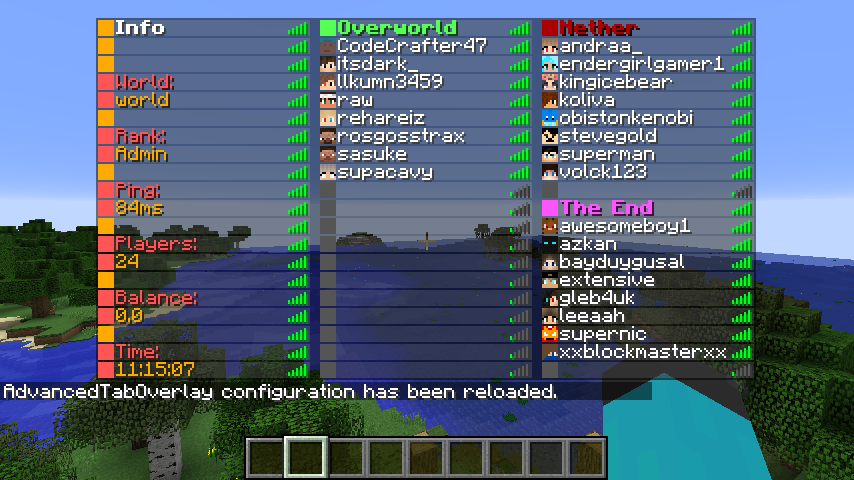 Info
World:
world
Rank:
Admin
Ping:
84ms
Players:
24
Balance:
0,0
Time:
11:15:07
Overworld
CodeCrafter47
itsdark_
llkumn3459
raw
rehareiz
rosgosstrax
sasuke
supacavy
Nether
andraa_
endergirlgamer1
kingicebear
koliva
obistonkenobi
stevegold
superman
volck123
The End
awesomeboy1
azkan
bayduygusal
extensive
gleb4uk
leeaah
supernic
xxblockmasterxx
AdvancedTabOverlay configuration has been reloaded.